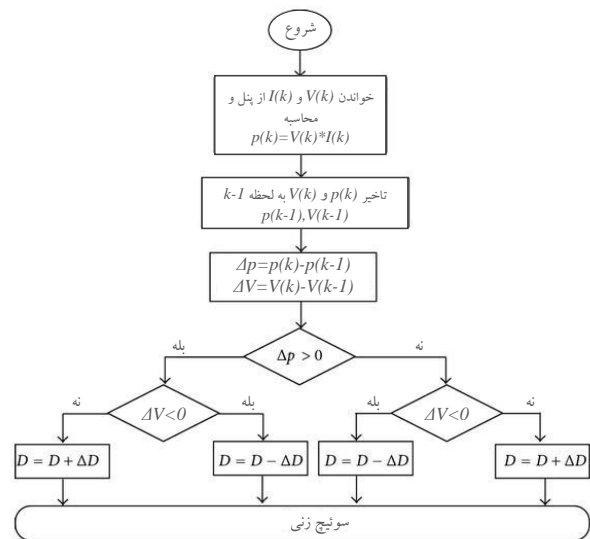 شروع
خواندن V(k) و I(k) از پنل و
محاسبه
p(k)=V(k)*I(k)
تاخیر p(k) و V(k) به لحظه k-1
p(k-1),V(k-1)
Δp=p(k)-p(k-1)
ΔV=V(k)-V(k-1)
بله
Δp > 0
نه
نه
ΔV<0
بله
بله
ΔV<0
نه
D = D + ΔD
D = D − ΔD
D = D − ΔD
D = D + ΔD
سوئیچ زنی